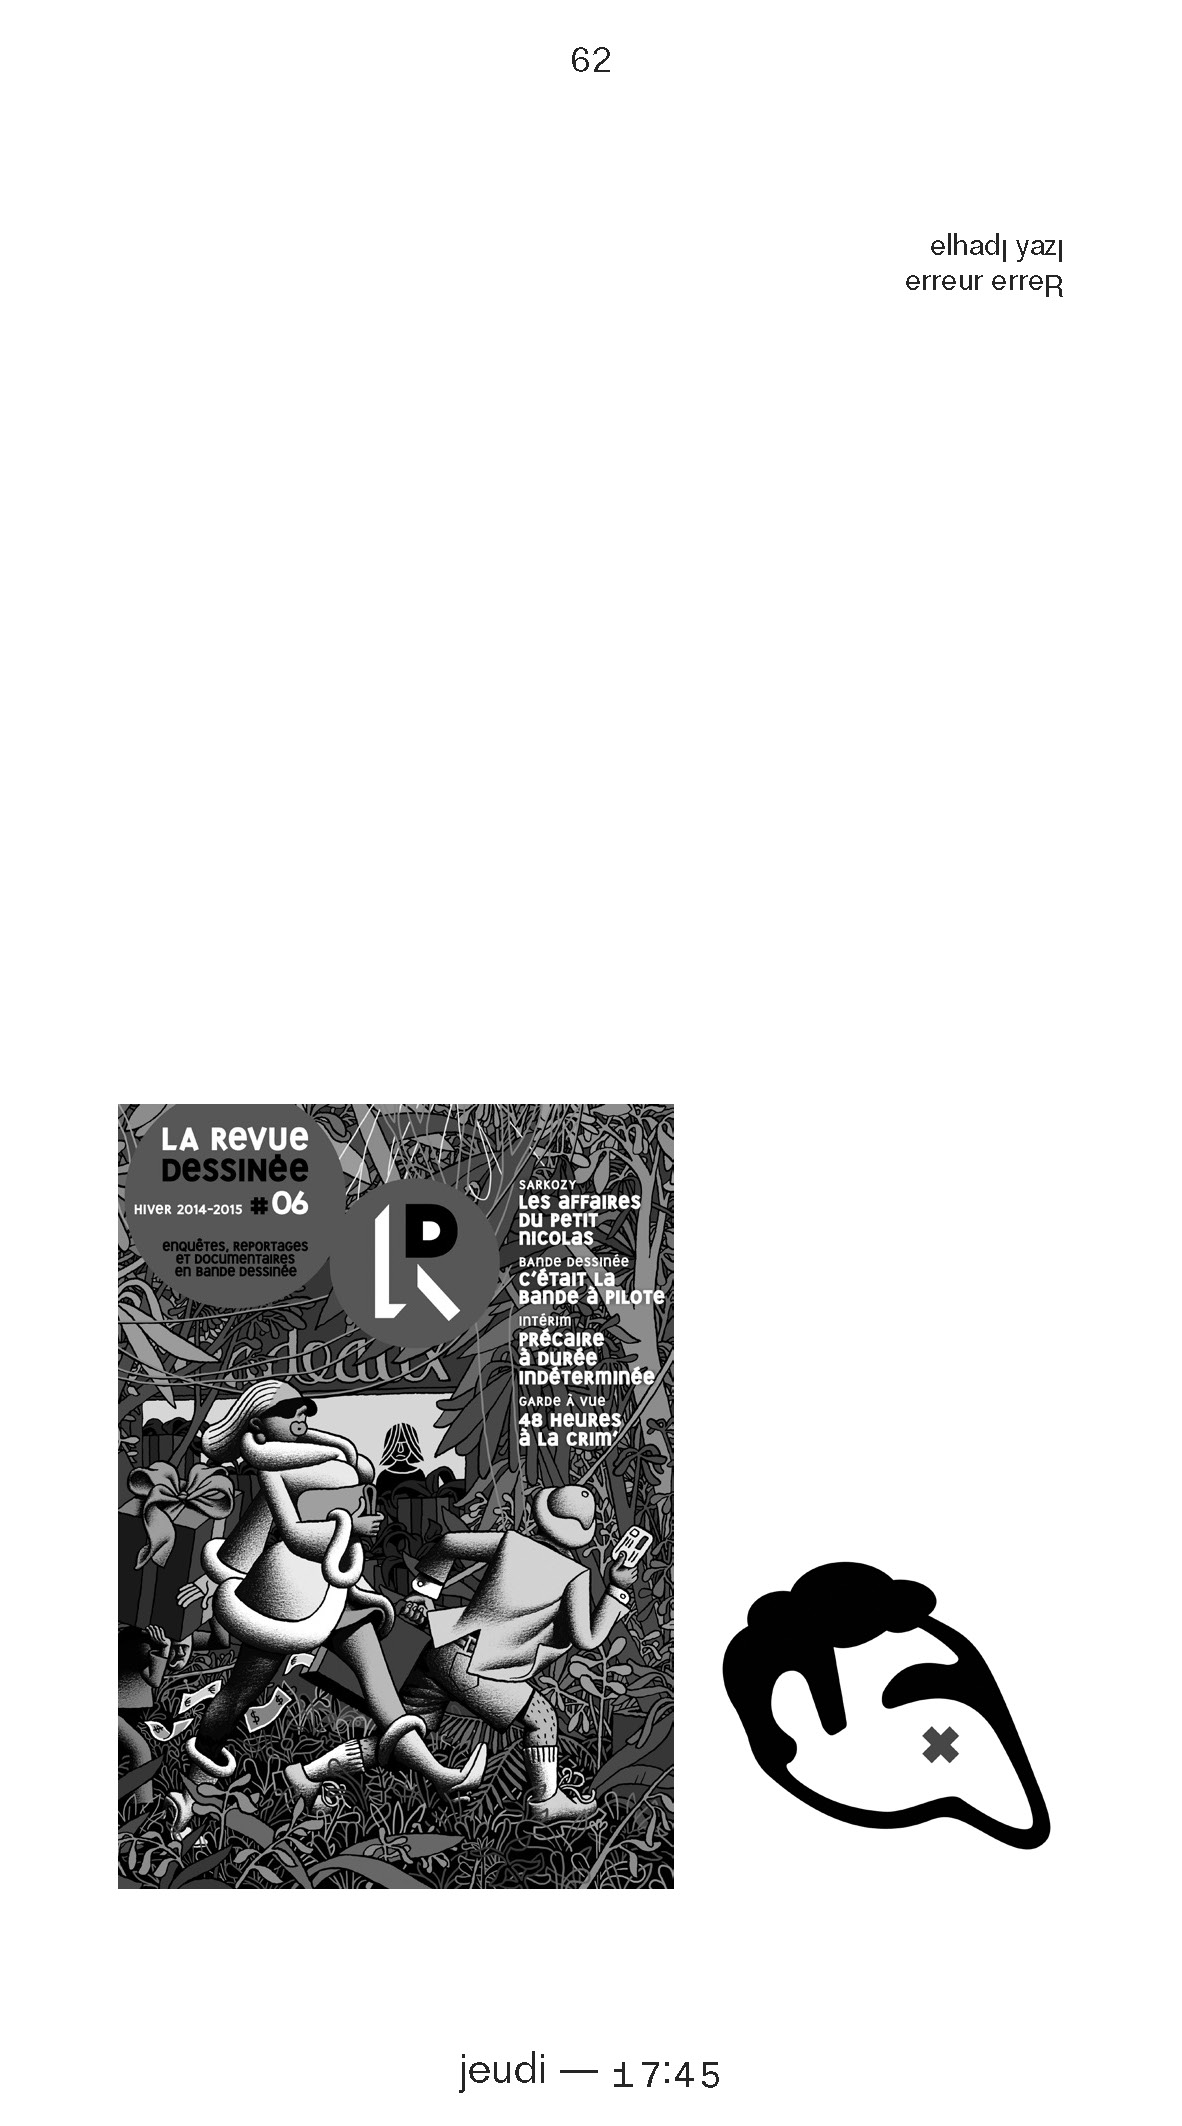 62
elhadı yazı
erreur erreR
LA REVUE
DESSINÉE
HIVER 2014-2015 #06
ENQUÊTES, REPORTAGES
ET DOCUMENTAIRES
EN BANDE DESSINÉE
SARKOZY
LES AFFAIRES
DU PETIT
NICOLAS
BANDE DESSINÉE
C'ÉTAIT LA
BANDE À PILOTE
INTÉRIM
PRÉCAIRE
À DURÉE
INDÉTERMINÉE
GARDE À VUE
48 HEURES
À LA CRIM'
jeudi — 17:45